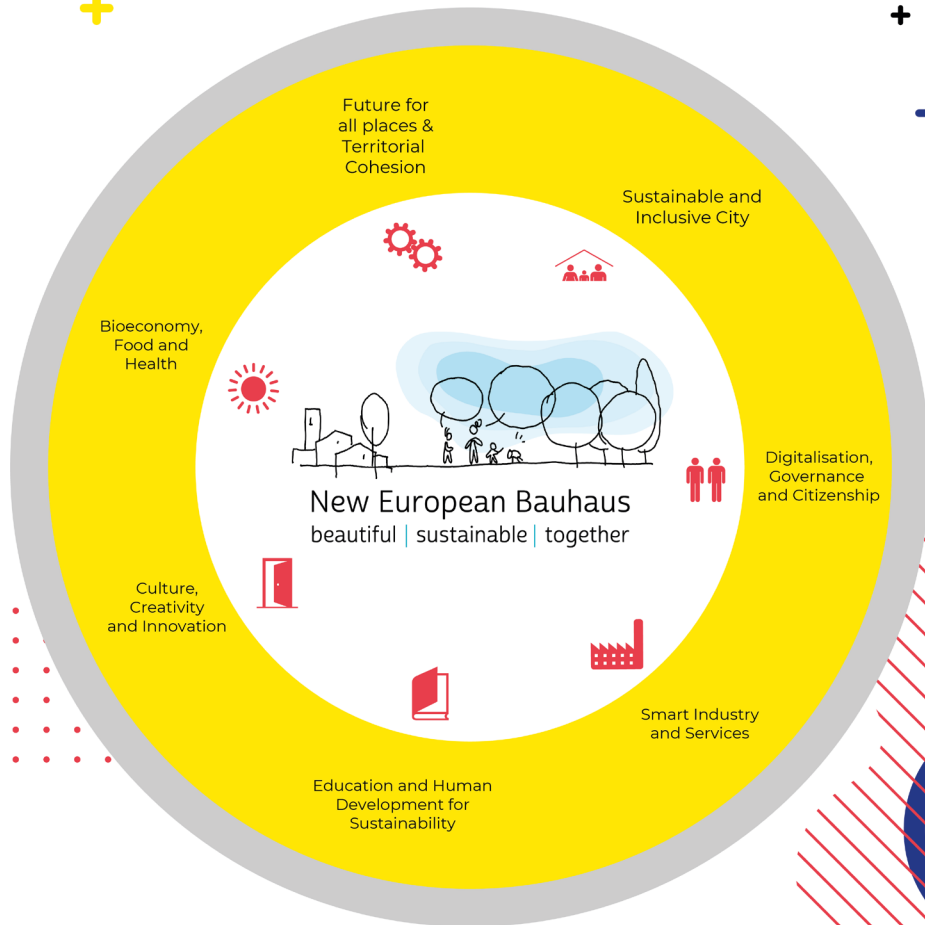 Future for
all places &
Territorial
Cohesion
Sustainable and
Inclusive City
Bioeconomy,
Food and
Health
Digitalisation,
Governance
and Citizenship
New European Bauhaus
beautiful | sustainable | together
Culture,
Creativity
and Innovation
Smart Industry
and Services
Education and Human
Development for
Sustainability